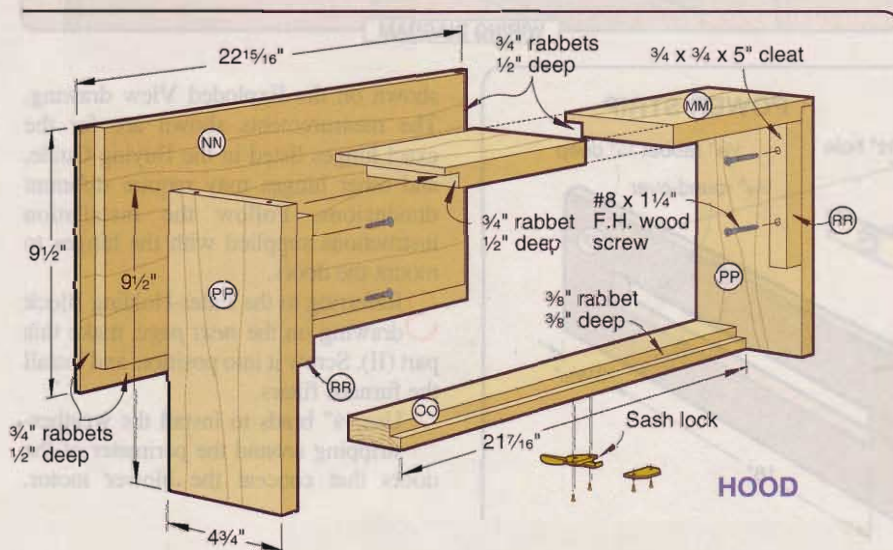 22 15/16"
3/4" rabbets
1/2" deep
3/4 x 3/4 x 5" cleat
MM
NN
9 1/2"
9 1/2"
PP
3/4" rabbet
1/2" deep
#8 x 1 1/4"
F.H. wood
screw
RR
PP
3/8" rabbet
3/8" deep
RR
OO
3/4" rabbets
1/2" deep
21 7/16"
Sash lock
HOOD
4 3/4"